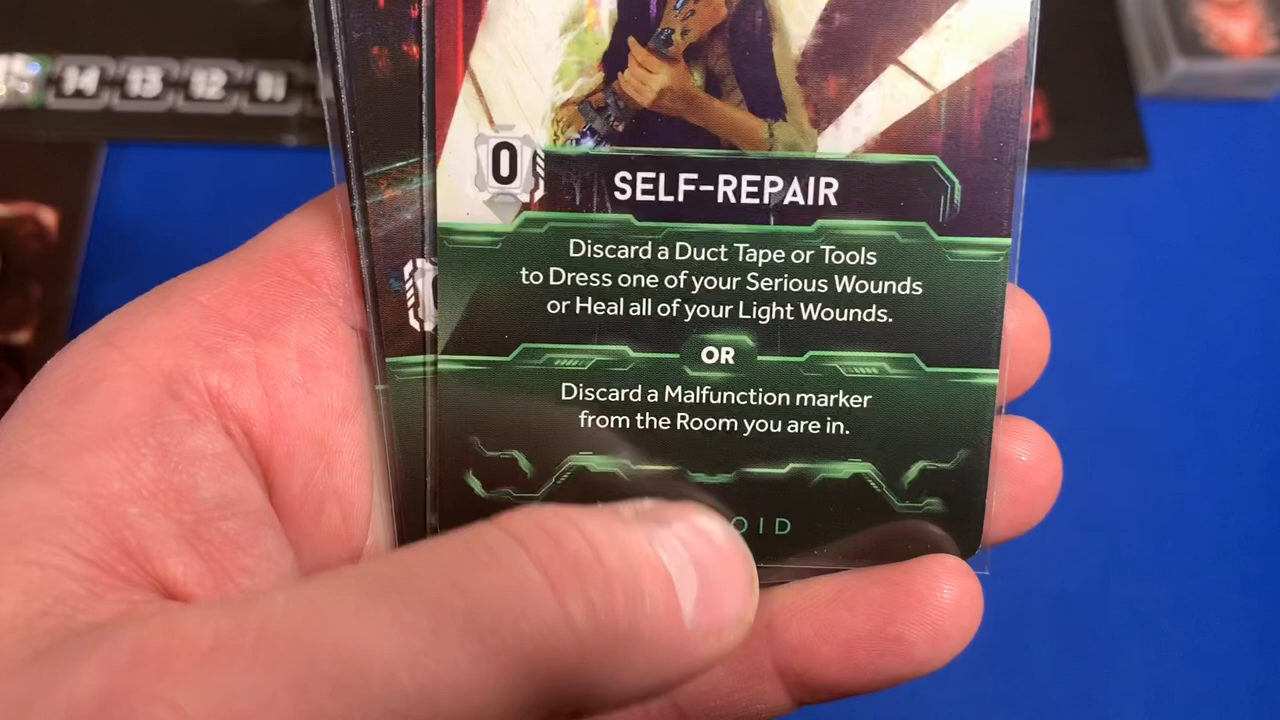 14 13 12 11
0
SELF-REPAIR
Discard a Duct Tape or Tools
to Dress one of your Serious Wounds
or Heal all of your Light Wounds.
OR
Discard a Malfunction marker
from the Room you are in.
OID